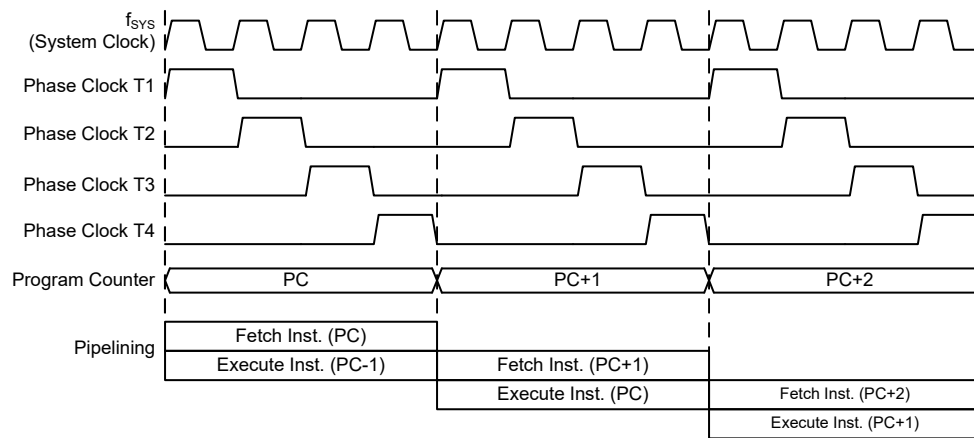 fSYS
(System Clock)
Phase Clock T1
Phase Clock T2
Phase Clock T3
Phase Clock T4
Program Counter PC PC+1 PC+2
Pipelining
Fetch Inst. (PC)
Execute Inst. (PC-1) Fetch Inst. (PC+1)
Execute Inst. (PC) Fetch Inst. (PC+2)
Execute Inst. (PC+1)